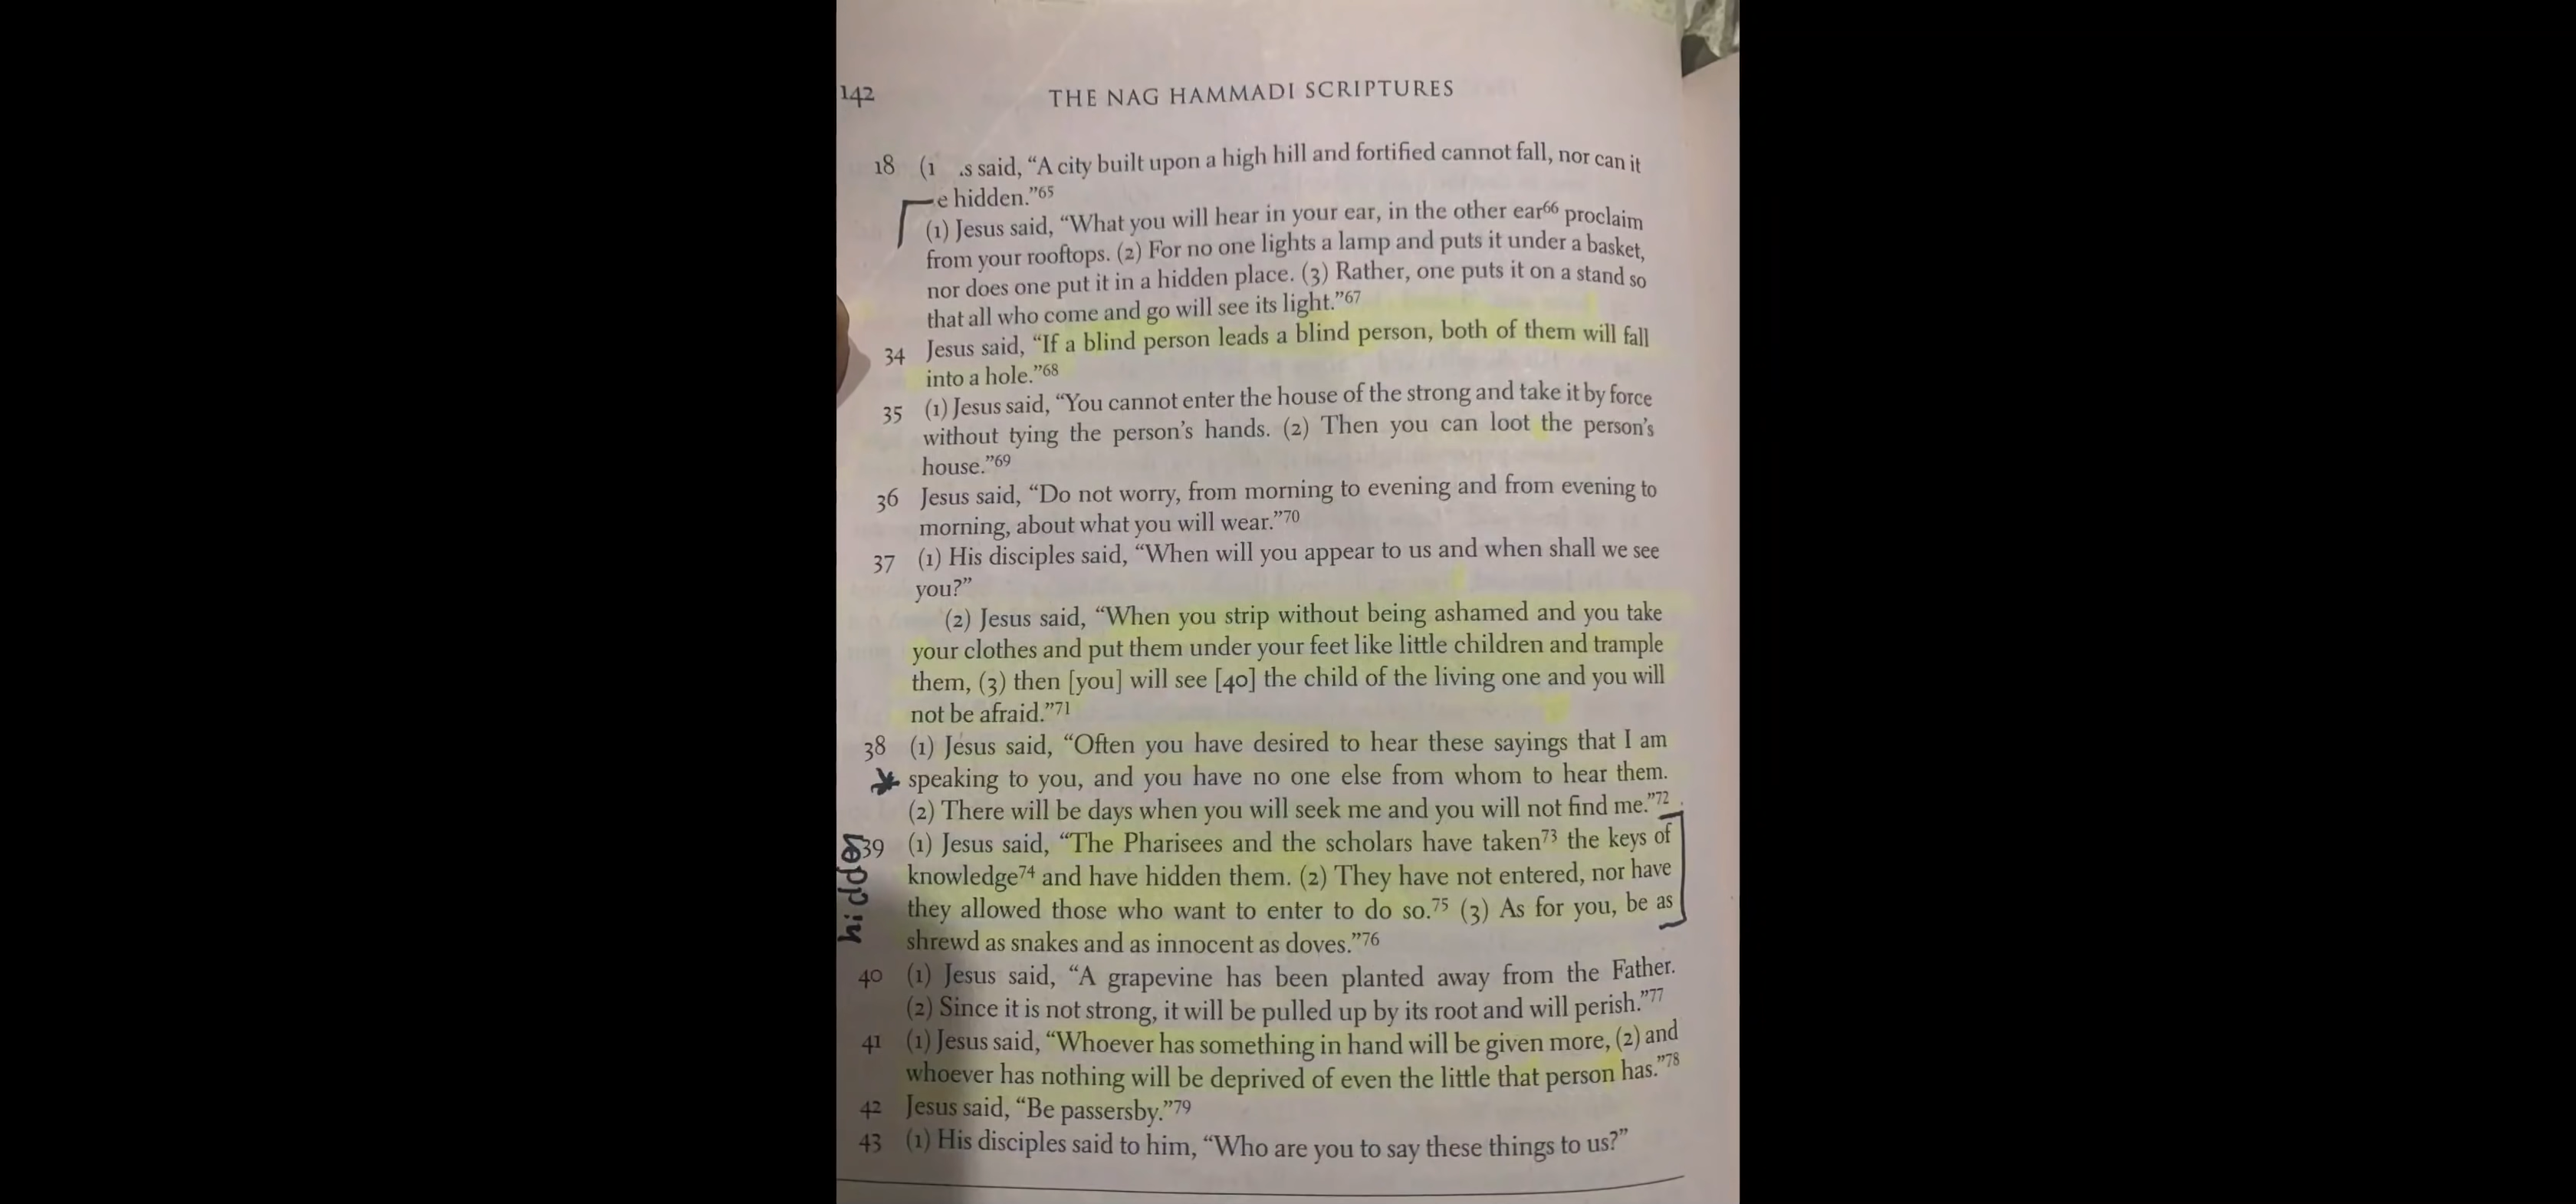 142
THE NAG HAMMADI SCRIPTURES
18 (1 .s said, “A city built upon a high hill and fortified cannot fall, nor can it
e hidden.”65
(1) Jesus said, “What you will hear in your ear, in the other ear66 proclaim
from your rooftops. (2) For no one lights a lamp and puts it under a basket,
nor does one put it in a hidden place. (3) Rather, one puts it on a stand so
that all who come and go will see its light.”67
34 Jesus said, “If a blind person leads a blind person, both of them will fall
into a hole.”68
35 (1) Jesus said, “You cannot enter the house of the strong and take it by force
without tying the person’s hands. (2) Then you can loot the person’s
house.”69
36 Jesus said, “Do not worry, from morning to evening and from evening to
morning, about what you will wear.”70
37 (1) His disciples said, “When will you appear to us and when shall we see
you?”
(2) Jesus said, “When you strip without being ashamed and you take
your clothes and put them under your feet like little children and trample
them, (3) then [you] will see [40] the child of the living one and you will
not be afraid.”71
38 (1) Jesus said, “Often you have desired to hear these sayings that I am
speaking to you, and you have no one else from whom to hear them.
(2) There will be days when you will seek me and you will not find me.”72
hidden
39 (1) Jesus said, “The Pharisees and the scholars have taken73 the keys of
knowledge74 and have hidden them. (2) They have not entered, nor have
they allowed those who want to enter to do so.75 (3) As for you, be as
shrewd as snakes and as innocent as doves.”76
40 (1) Jesus said, “A grapevine has been planted away from the Father.
(2) Since it is not strong, it will be pulled up by its root and will perish.”77
41 (1) Jesus said, “Whoever has something in hand will be given more, (2) and
whoever has nothing will be deprived of even the little that person has.”78
42 Jesus said, “Be passersby.”79
43 (1) His disciples said to him, “Who are you to say these things to us?”